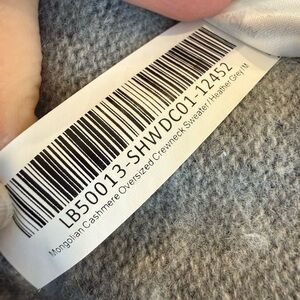 LB50013-SHWDC01-12452
Mongolian Cashmere Oversized Crewneck Sweater / Heather Grey / M